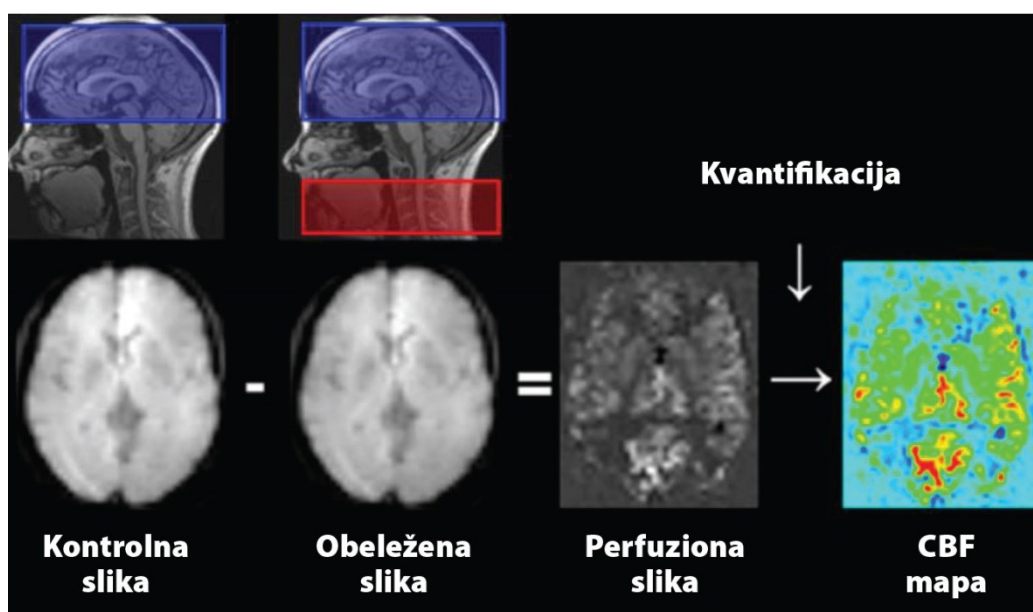 Kvantifikacija
-
=
Kontrolna
slika
Obeležena
slika
Perfuziona
slika
CBF
mapa